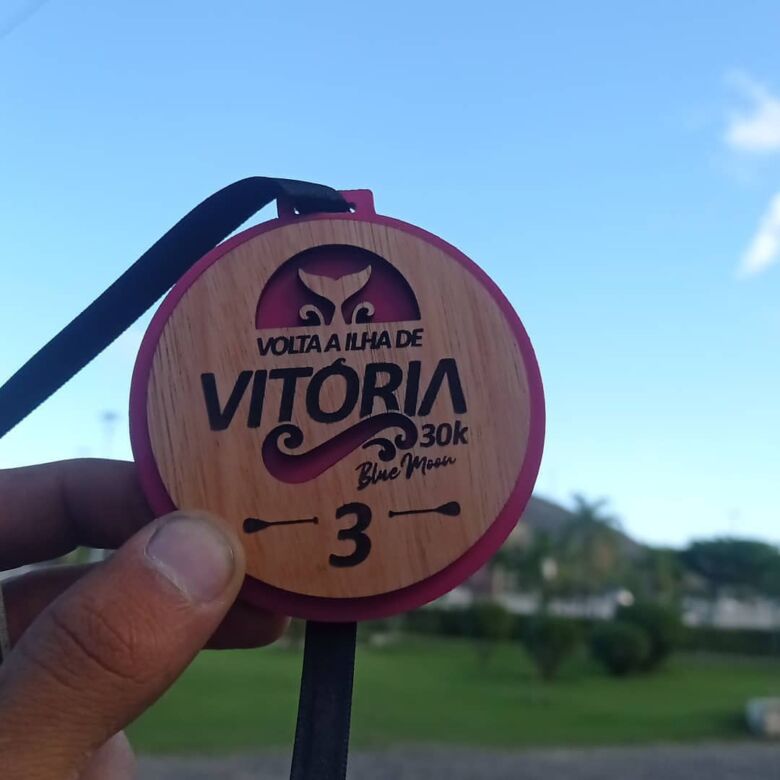 VOLTA A ILHA DE
VITÓRIA
30k
Blue Moon
3